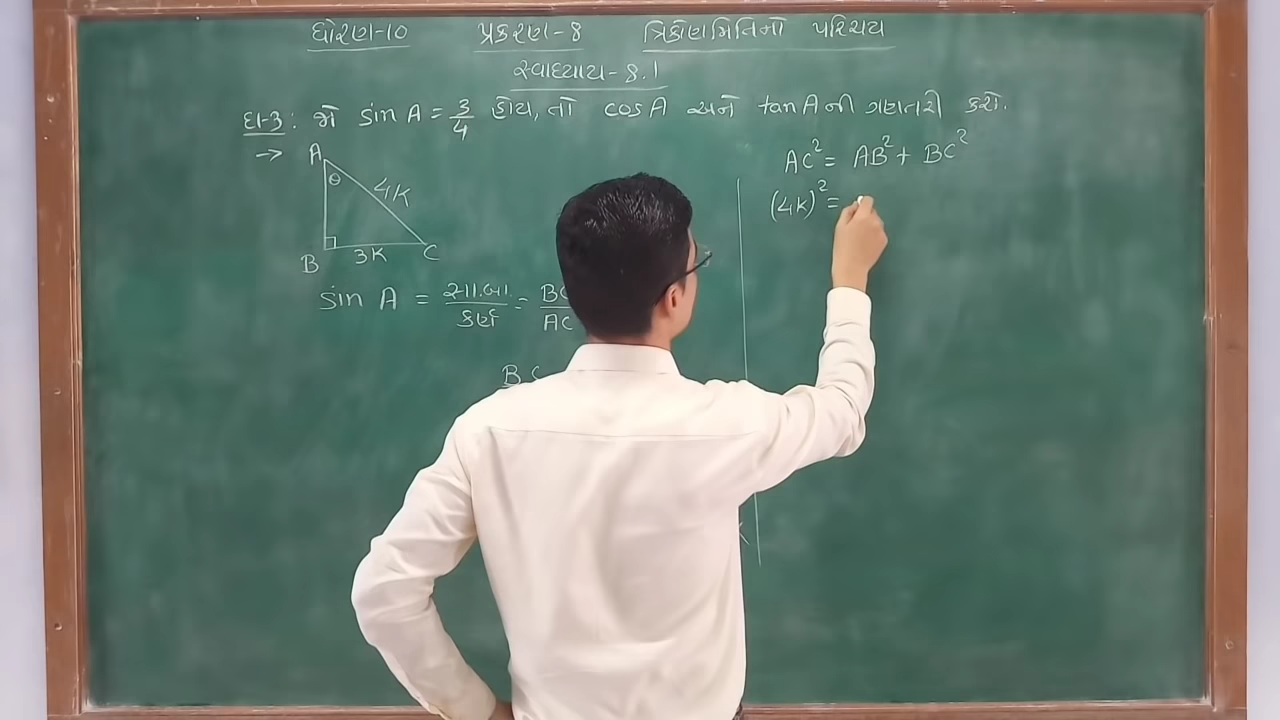 ધોરણ-10 પ્રકરણ-8 ત્રિકોણમિતિનો પરિચય
સ્વાધ્યાય-8.1
દા-3: જો sin A = 3/4 હોય, તો cos A અને tan A ની ગણતરી કરો.
→ A
θ
4K
B 3K C
sin A = સા.બા./કર્ણ = BC/AC
BC
AC² = AB² + BC²
(4K)² =